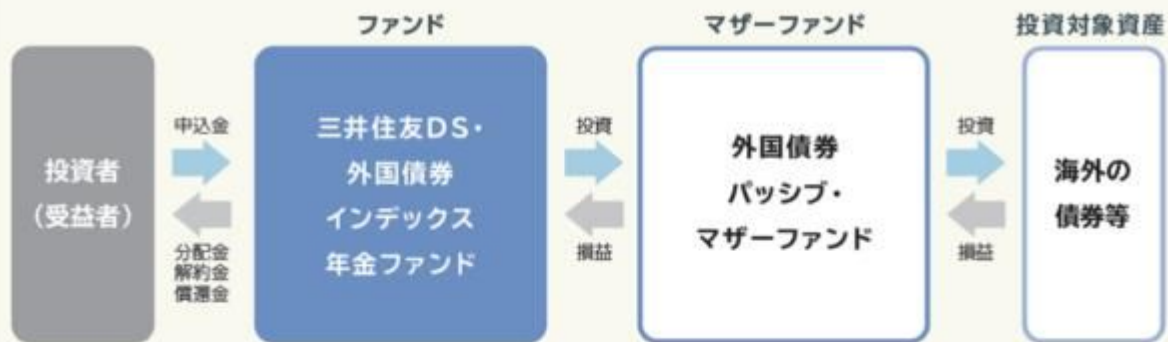 ファンド
マザーファンド
投資対象資産
投資者
（受益者）
申込金
分配金
解約金
償還金
三井住友DS・
外国債券
インデックス
年金ファンド
投資
損益
外国債券
パッシブ・
マザーファンド
投資
損益
海外の
債券等